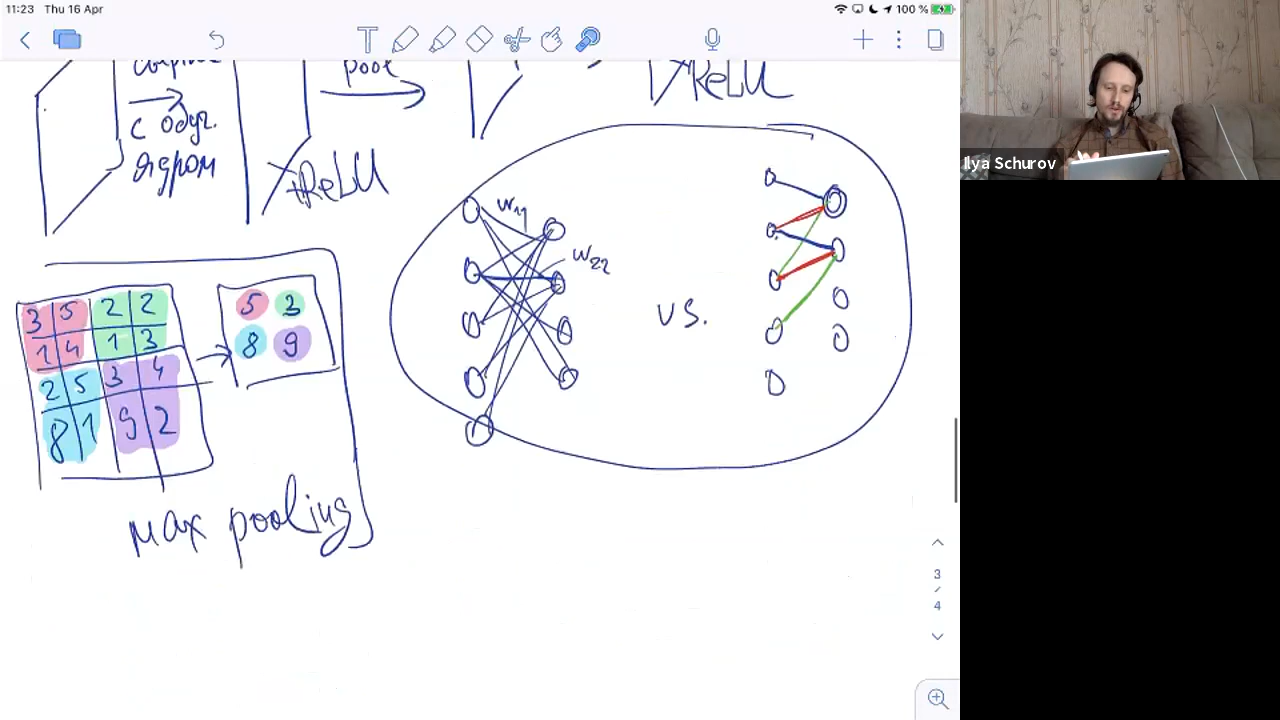 11:23 Thu 16 Apr
100 %
T
pool
ReLU
с обуч.
ядром
+ReLU
w11
w22
vs.
3 5 2 2
1 4 1 3
2 5 3 4
8 1 9 2
5 3
8 9
max pooling
3
/
4
Ilya Schurov